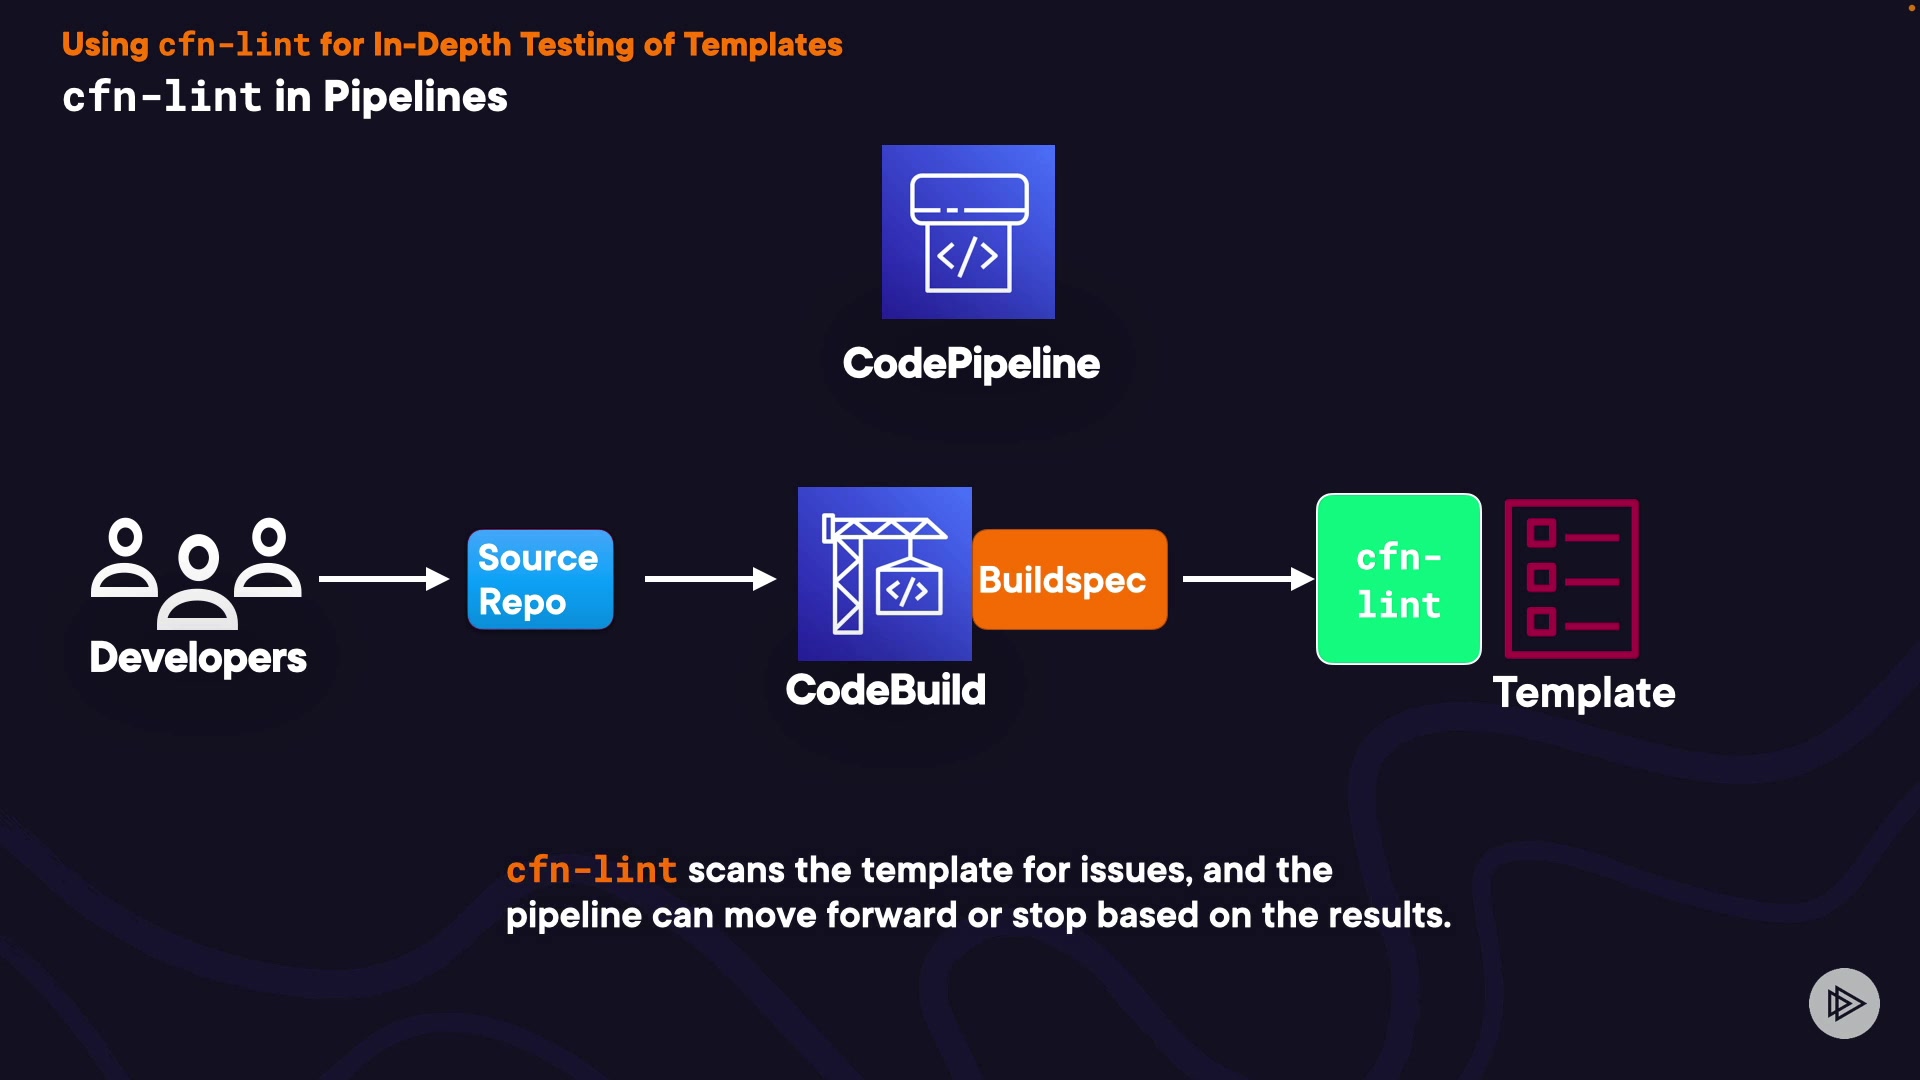 Using cfn-lint for In-Depth Testing of Templates
cfn-lint in Pipelines
CodePipeline
Developers
Source
Repo
CodeBuild
Buildspec
cfn-
lint
Template
cfn-lint scans the template for issues, and the
pipeline can move forward or stop based on the results.